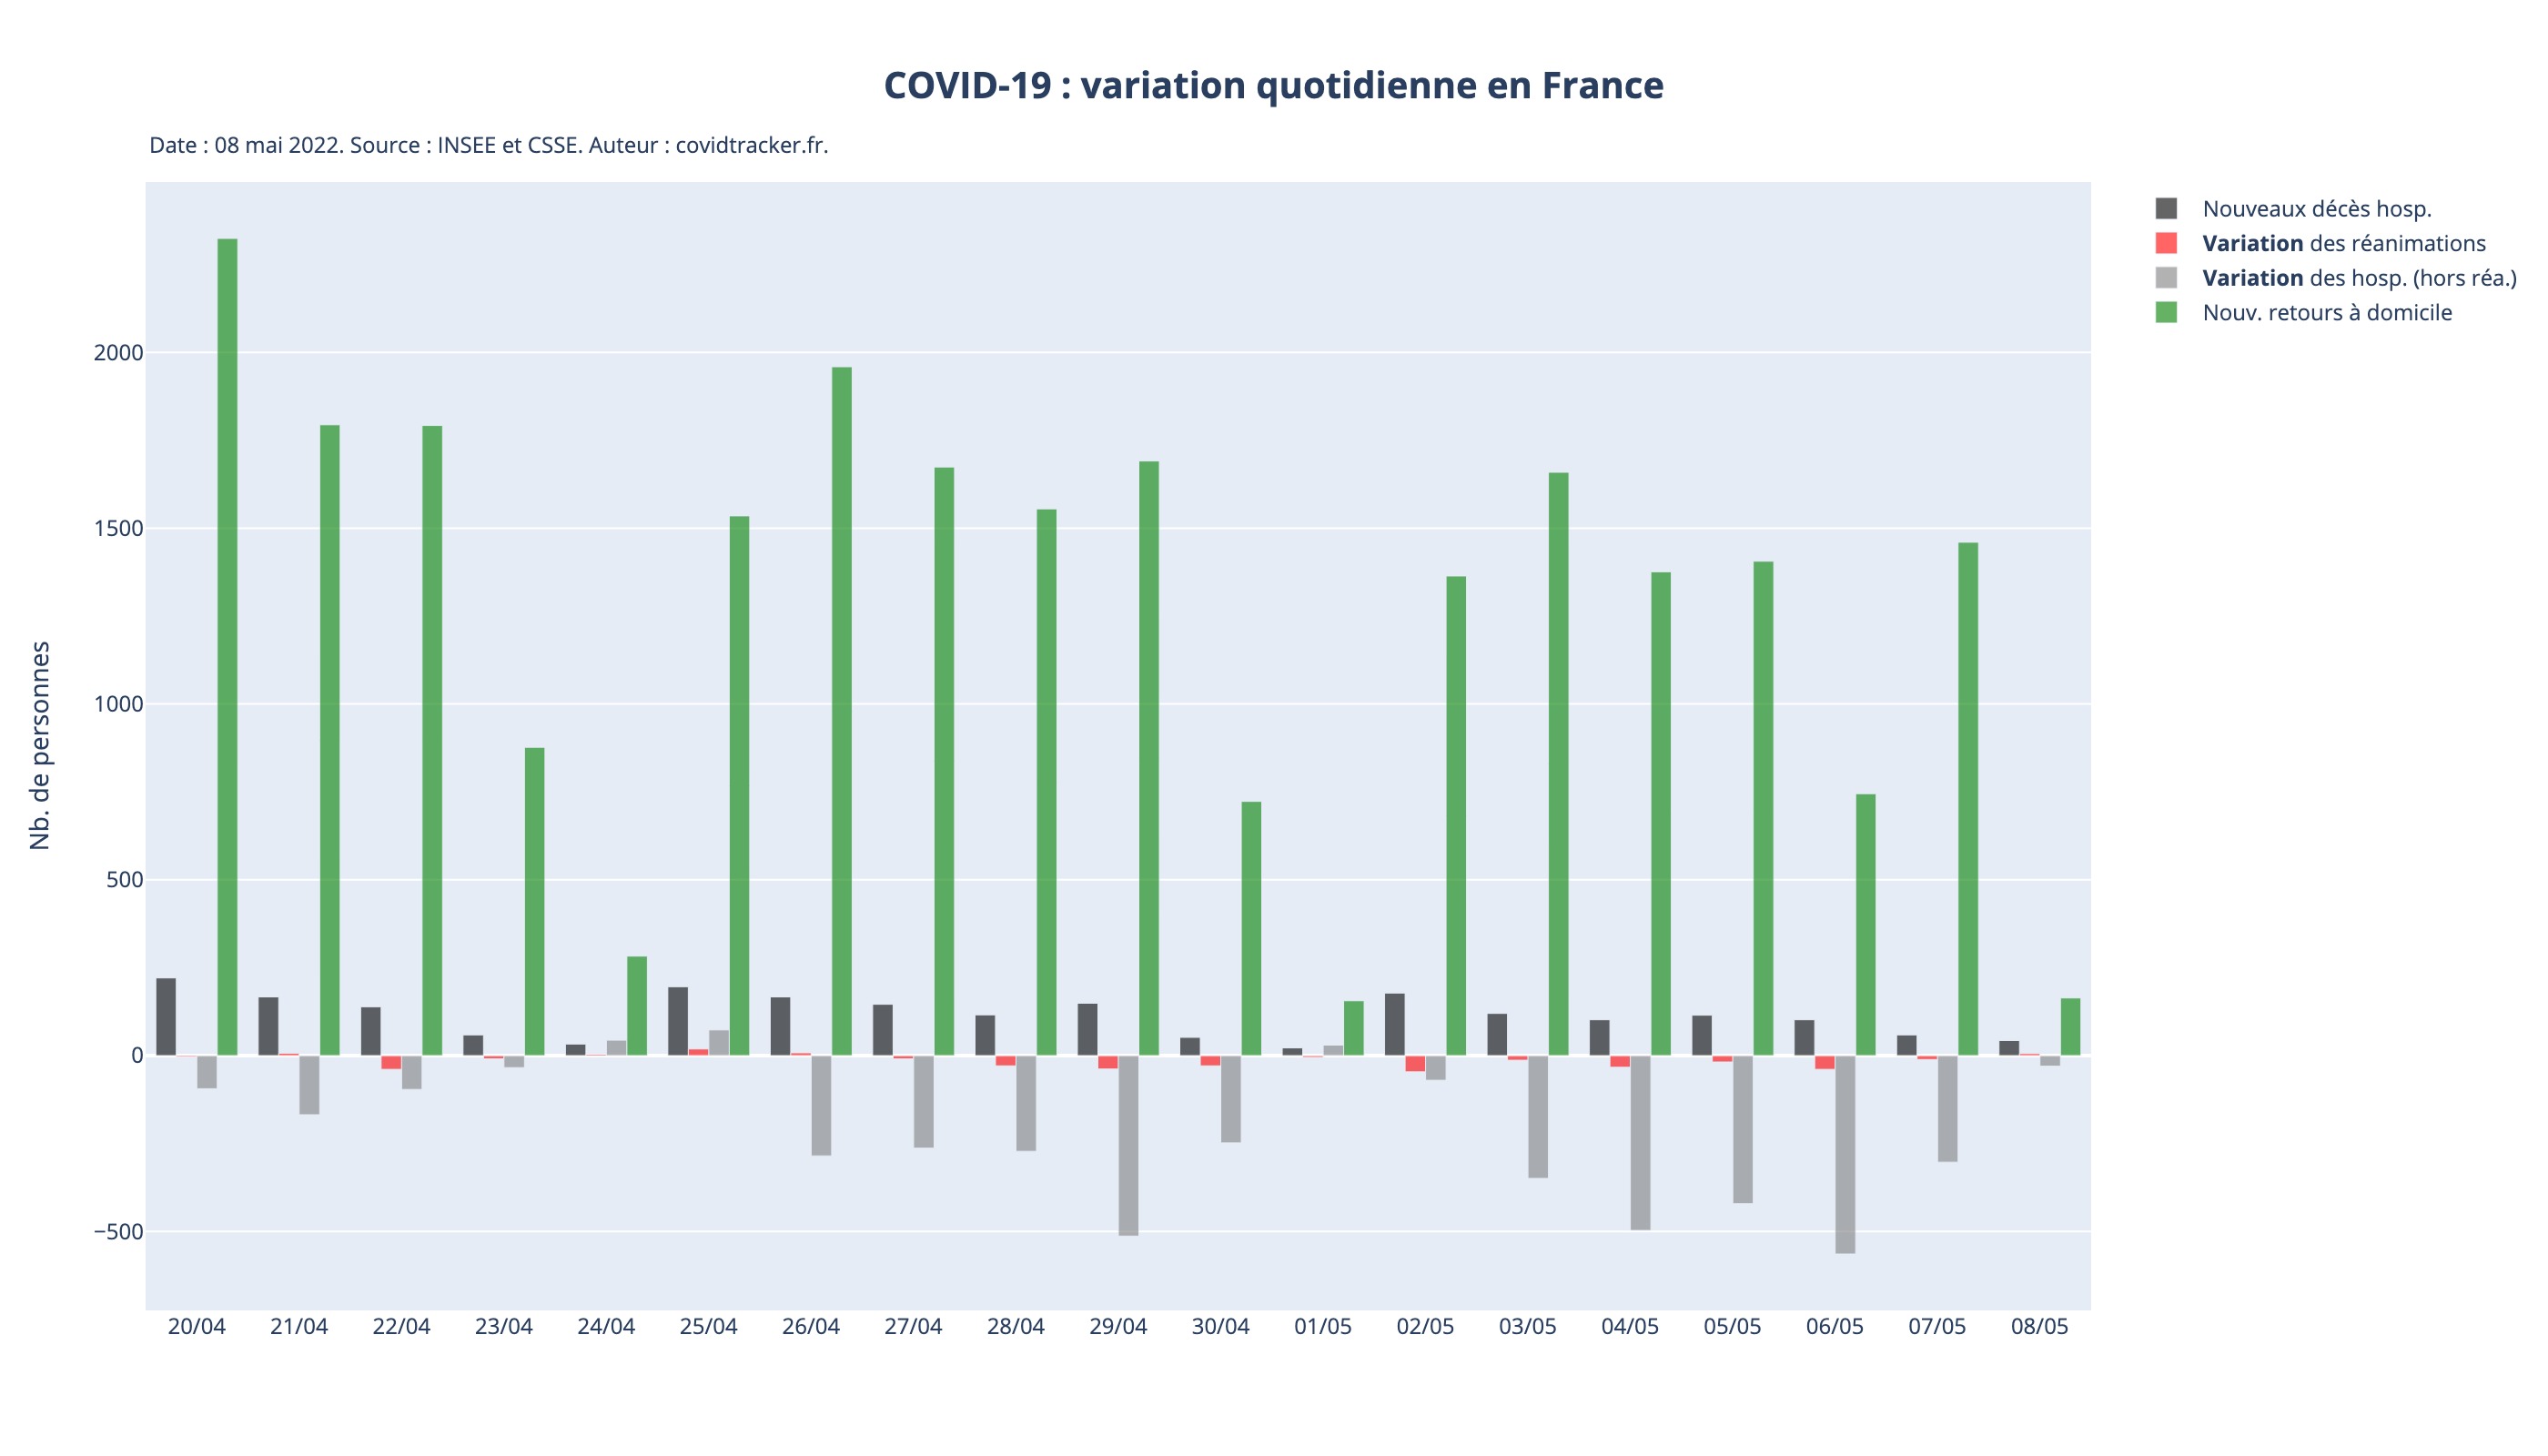 COVID-19 : variation quotidienne en France
Date : 08 mai 2022. Source : INSEE et CSSE. Auteur : covidtracker.fr.
Nouveaux décès hosp.
Variation des réanimations
Variation des hosp. (hors réa.)
Nouv. retours à domicile
Nb. de personnes
2000
1500
1000
500
0
−500
20/04 21/04 22/04 23/04 24/04 25/04 26/04 27/04 28/04 29/04 30/04 01/05 02/05 03/05 04/05 05/05 06/05 07/05 08/05